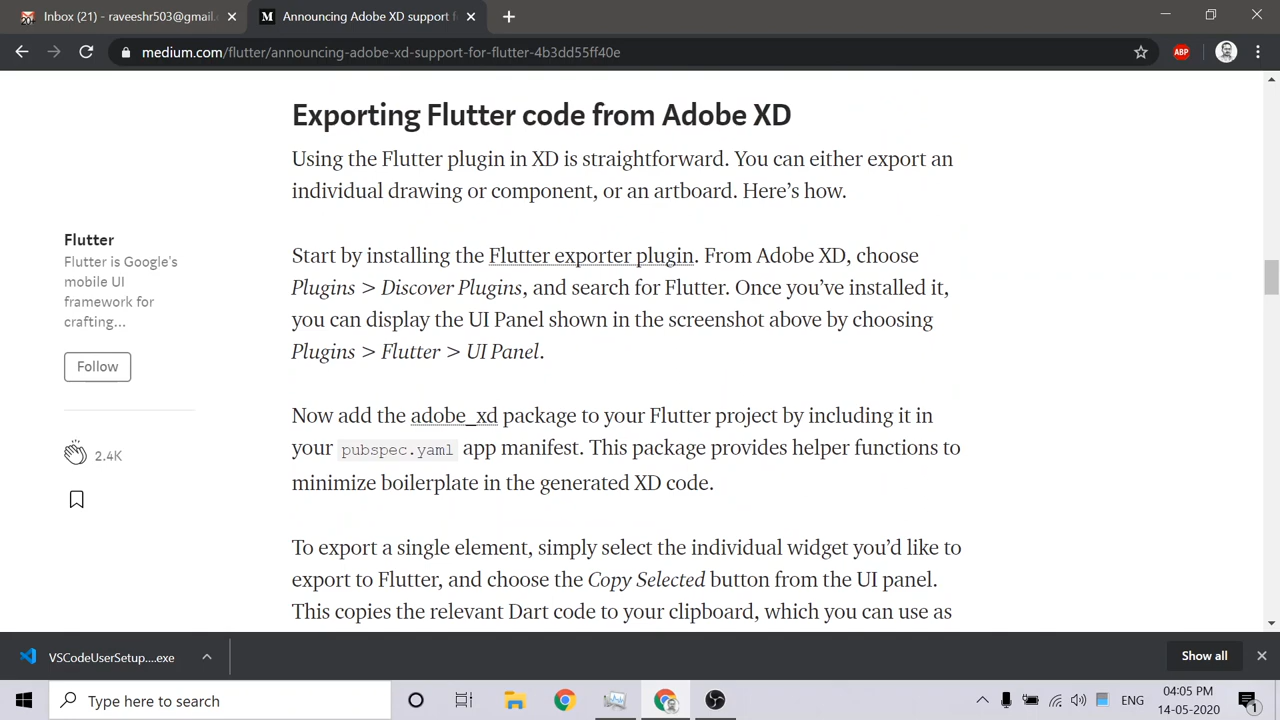 20+
Inbox (21) - raveeshr503@gmail.
Announcing Adobe XD support f
medium.com/flutter/announcing-adobe-xd-support-for-flutter-4b3dd55ff40e
ABP
Exporting Flutter code from Adobe XD
Using the Flutter plugin in XD is straightforward. You can either export an
individual drawing or component, or an artboard. Here’s how.
Flutter
Flutter is Google’s
mobile UI
framework for
crafting...
Follow
2.4K
Start by installing the Flutter exporter plugin. From Adobe XD, choose
Plugins > Discover Plugins, and search for Flutter. Once you’ve installed it,
you can display the UI Panel shown in the screenshot above by choosing
Plugins > Flutter > UI Panel.
Now add the adobe_xd package to your Flutter project by including it in
your pubspec.yaml app manifest. This package provides helper functions to
minimize boilerplate in the generated XD code.
To export a single element, simply select the individual widget you’d like to
export to Flutter, and choose the Copy Selected button from the UI panel.
This copies the relevant Dart code to your clipboard, which you can use as
VSCodeUserSetup....exe
Show all
Type here to search
ENG
04:05 PM
14-05-2020
1